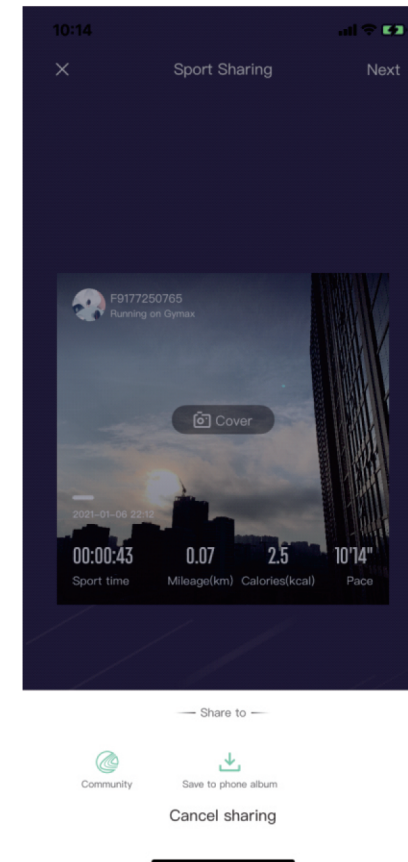 10:14
Sport Sharing
Next
F9177250765
Running on Gymax
Cover
2021-01-06 22:12
00:00:43 0.07 2.5 10'14"
Sport time Mileage(km) Calories(kcal) Pace
Share to
Community Save to phone album
Cancel sharing